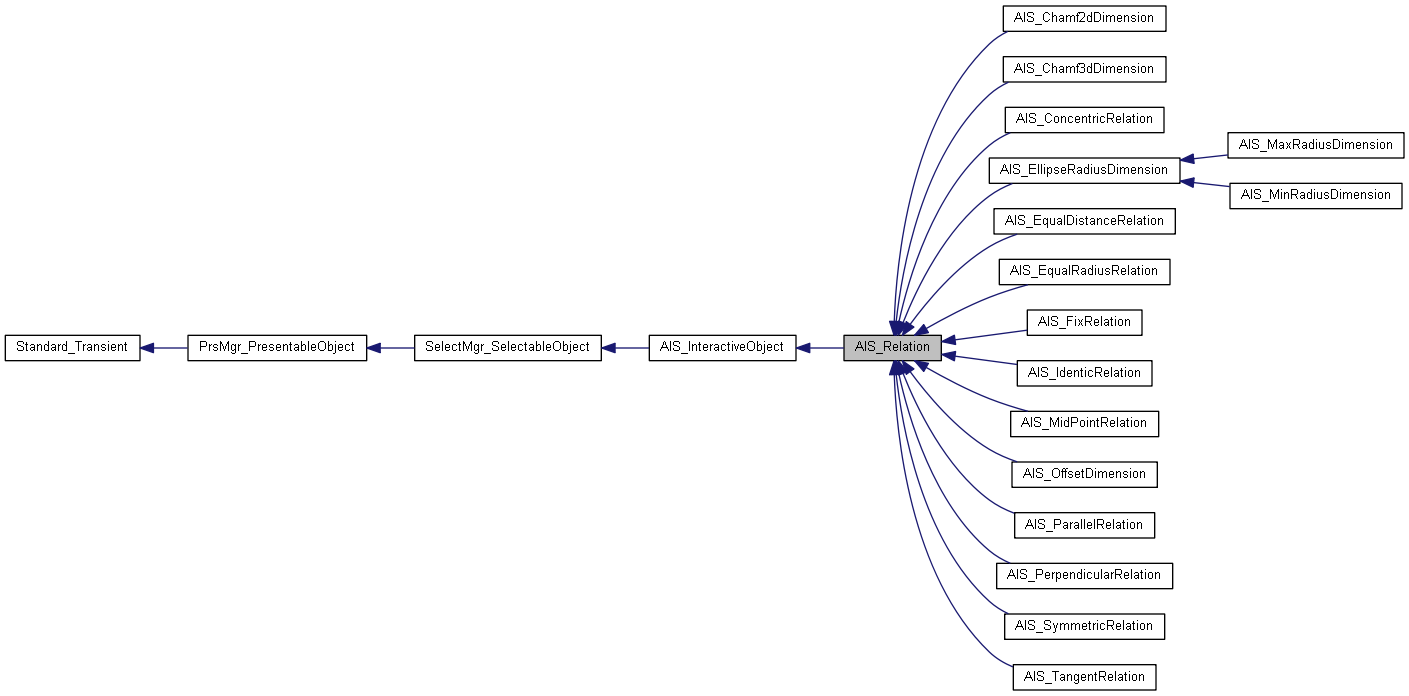 AIS_Chamf2dDimension
AIS_Chamf3dDimension
AIS_ConcentricRelation
AIS_MaxRadiusDimension
AIS_EllipseRadiusDimension
AIS_MinRadiusDimension
AIS_EqualDistanceRelation
AIS_EqualRadiusRelation
AIS_FixRelation
Standard_Transient
PrsMgr_PresentableObject
SelectMgr_SelectableObject
AIS_InteractiveObject
AIS_Relation
AIS_IdenticRelation
AIS_MidPointRelation
AIS_OffsetDimension
AIS_ParallelRelation
AIS_PerpendicularRelation
AIS_SymmetricRelation
AIS_TangentRelation